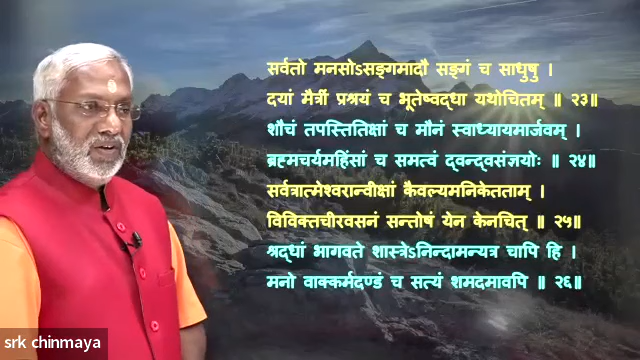 सर्वतो मनसोऽसङ्गमादौ सङ्गं च साधुषु ।
दयां मैत्रीं प्रश्रयं च भूतेष्वद्धा यथोचितम् ॥ २३॥
शौचं तपस्तितिक्षां च मौनं स्वाध्यायमार्जवम् ।
ब्रह्मचर्यमहिंसां च समत्वं द्वन्द्वसंज्ञयोः ॥ २४॥
सर्वत्रात्मेश्वरान्वीक्षां कैवल्यमनिकेतताम् ।
विविक्तचीरवसनं सन्तोषं येन केनचित् ॥ २५॥
श्रद्धां भागवते शास्त्रेऽनिन्दामन्यत्र चापि हि ।
मनो वाक्कर्मदण्डं च सत्यं शमदमावपि ॥ २६॥
srk chinmaya